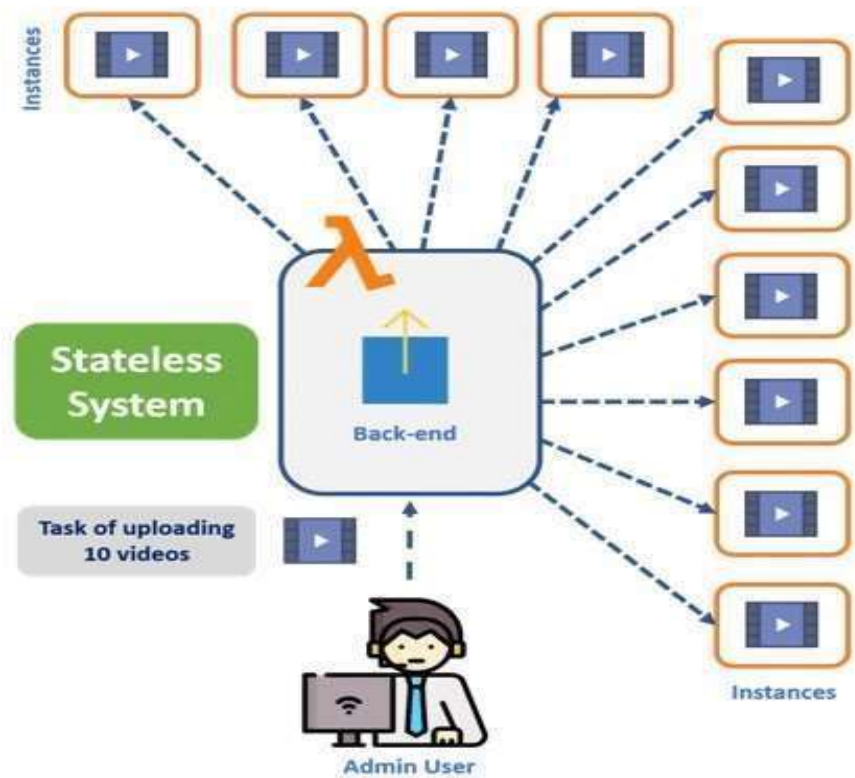 Instances
λ
Stateless
System
Back-end
Task of uploading
10 videos
Instances
Admin User